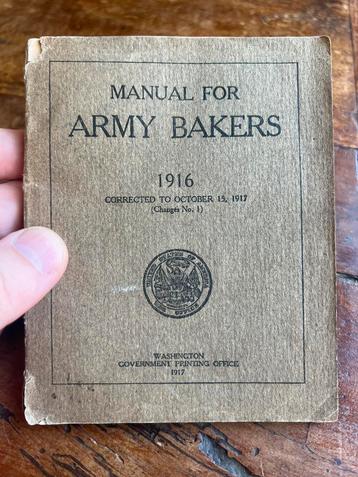 MANUAL FOR
ARMY BAKERS
1916
CORRECTED TO OCTOBER 15, 1917
(Changes No. 1)
WASHINGTON
GOVERNMENT PRINTING OFFICE
1917